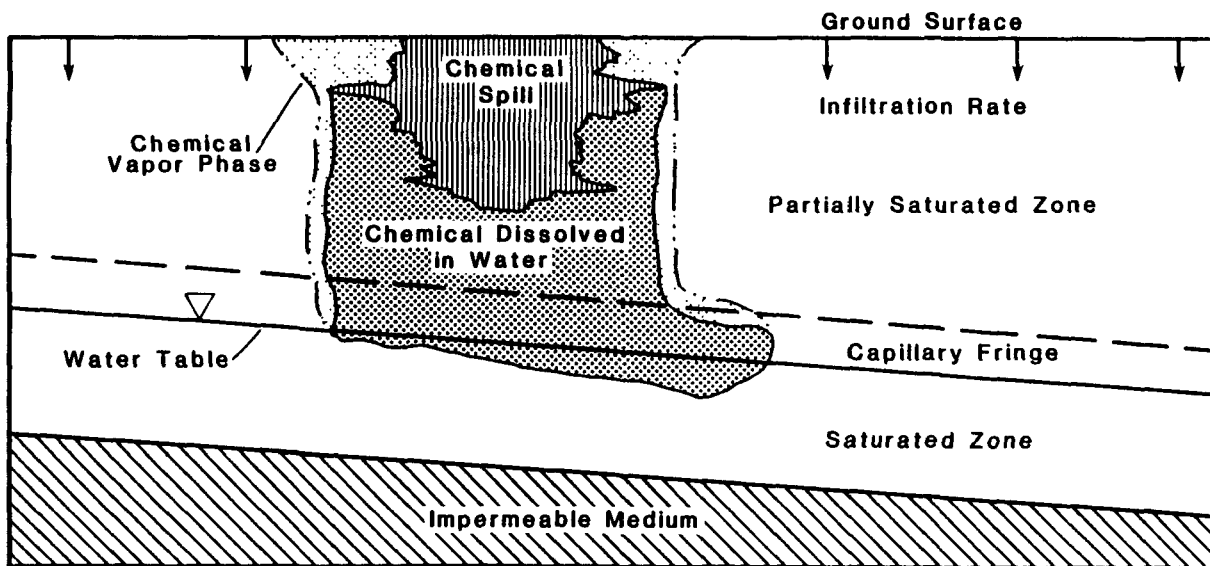 Ground Surface
Chemical
Spill
Infiltration Rate
Chemical
Vapor Phase
Partially Saturated Zone
Chemical Dissolved
in Water
Water Table
Capillary Fringe
Saturated Zone
Impermeable Medium